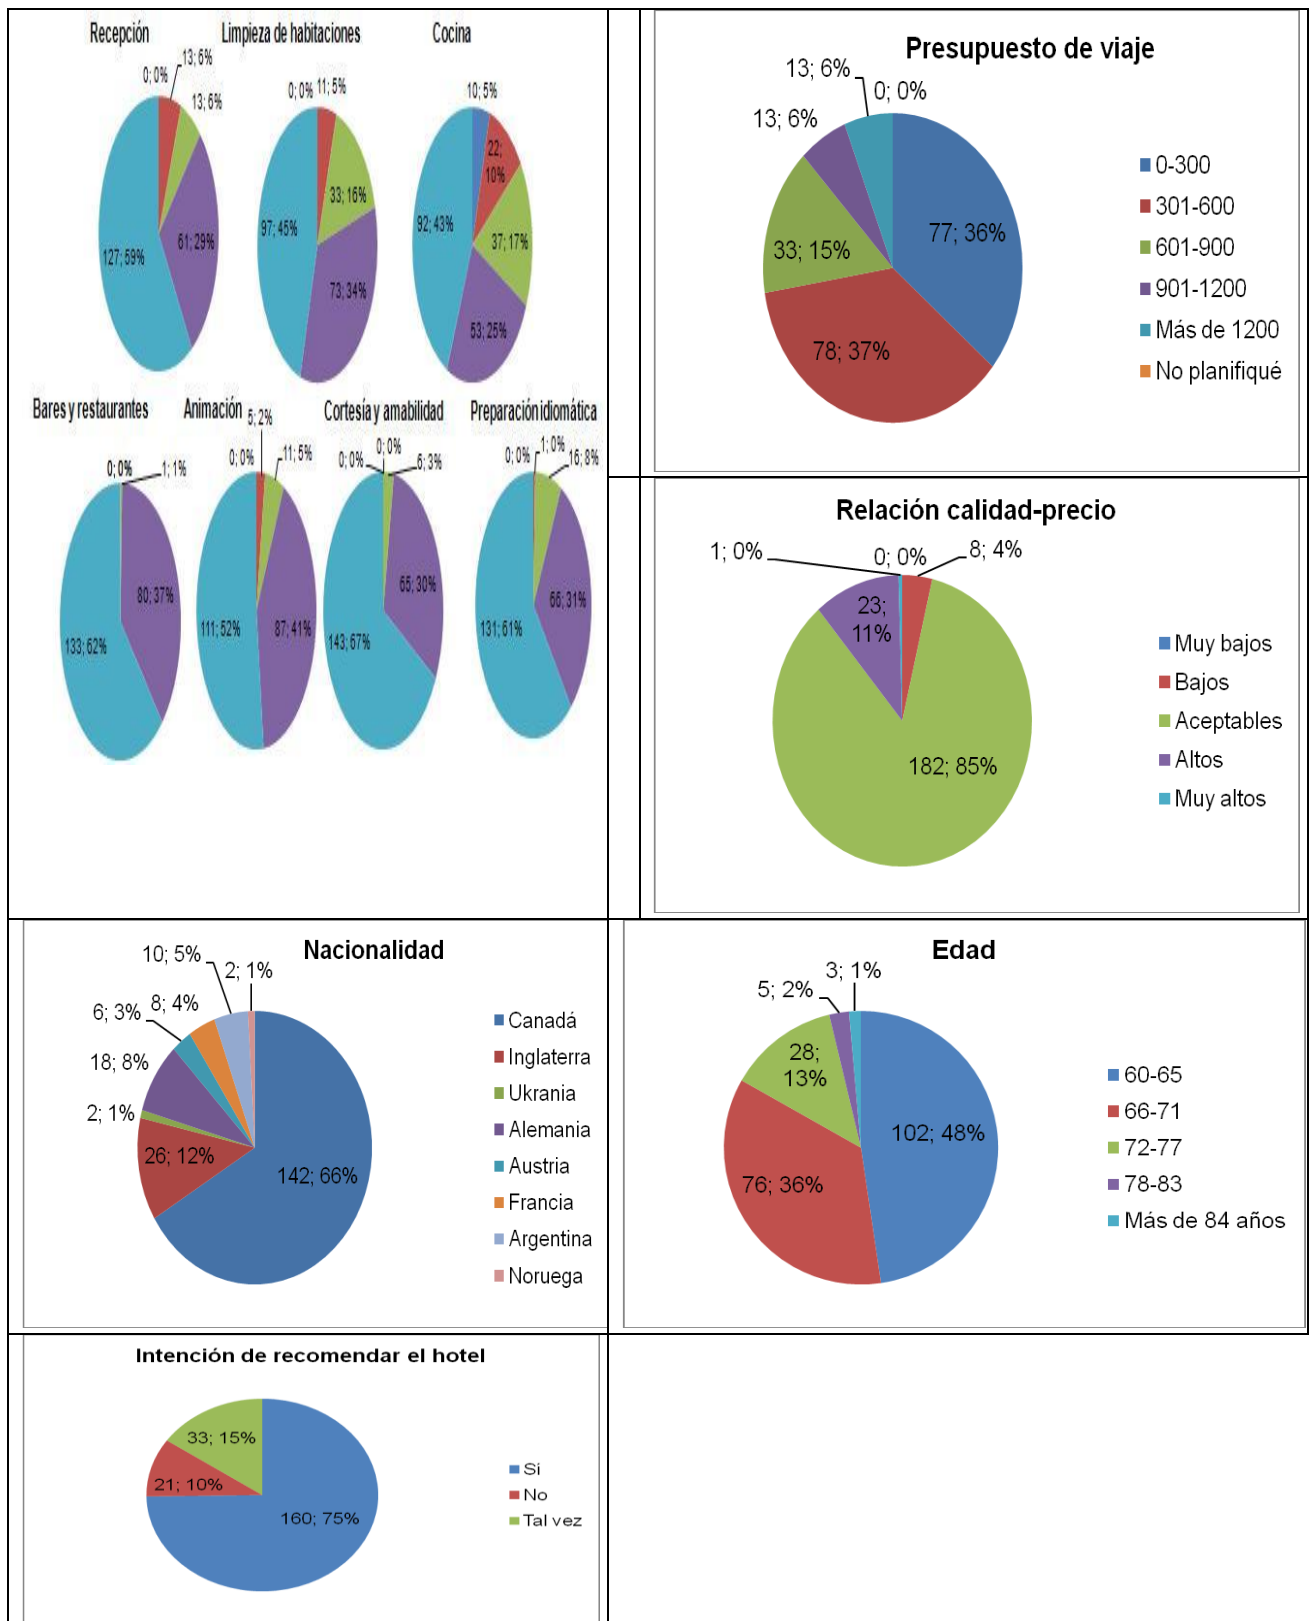 Recepción
Limpieza de habitaciones
Cocina
0; 0%
13; 6%
13; 6%
61; 29%
127; 59%
0; 0%
11; 5%
33; 16%
73; 34%
97; 45%
10; 5%
22;
10%
37; 17%
53; 25%
92; 43%
Bares y restaurantes
Animación
Cortesía y amabilidad
Preparación idiomática
0; 0%
1; 1%
80; 37%
133; 62%
0; 0%
5; 2%
11; 5%
87; 41%
111; 52%
0; 0%
0; 0%
6; 3%
65; 30%
143; 67%
0; 0%
1; 0%
16; 8%
66; 31%
131; 61%
Presupuesto de viaje
13; 6%
0; 0%
13; 6%
33; 15%
77; 36%
78; 37%
0-300
301-600
601-900
901-1200
Más de 1200
No planifiqué
Relación calidad-precio
1; 0%
0; 0%
8; 4%
23;
11%
182; 85%
Muy bajos
Bajos
Aceptables
Altos
Muy altos
Nacionalidad
10; 5%
2; 1%
6; 3%
8; 4%
18; 8%
2; 1%
26; 12%
142; 66%
Canadá
Inglaterra
Ukrania
Alemania
Austria
Francia
Argentina
Noruega
Edad
3; 1%
5; 2%
28;
13%
102; 48%
76; 36%
60-65
66-71
72-77
78-83
Más de 84 años
Intención de recomendar el hotel
33; 15%
21; 10%
160; 75%
Si
No
Tal vez